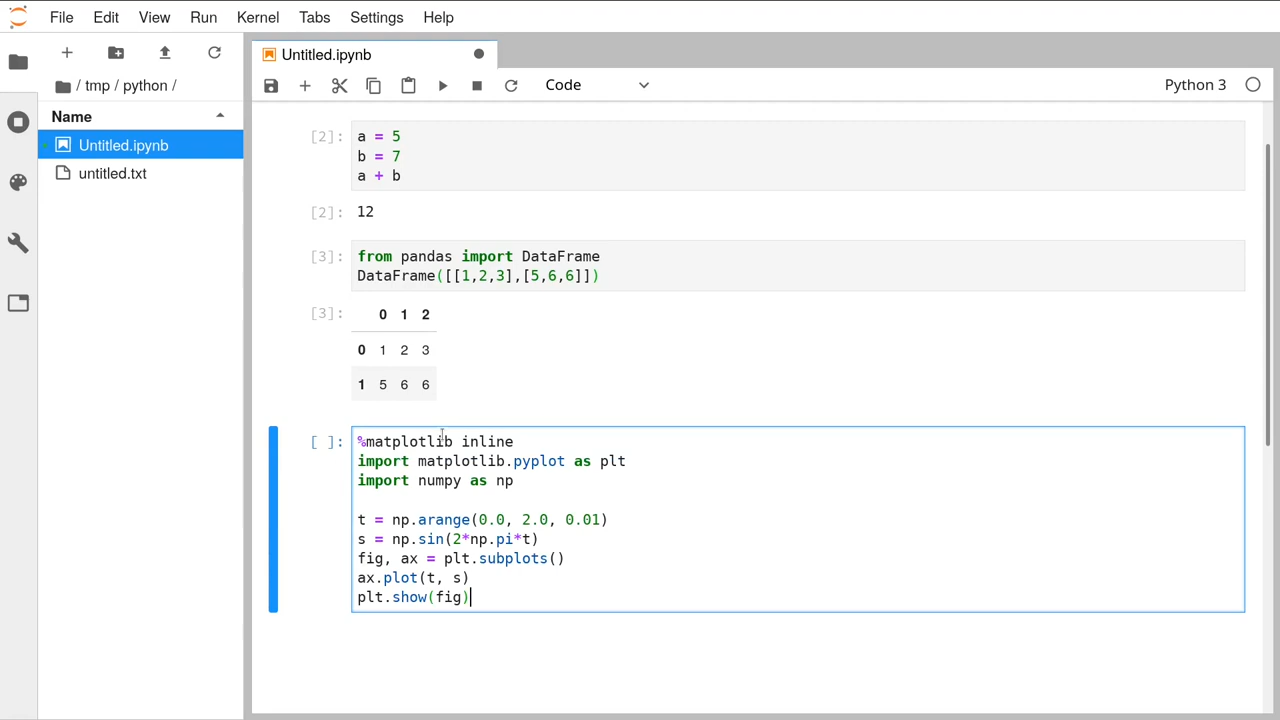 File Edit View Run Kernel Tabs Settings Help
/ tmp / python /
Name
Untitled.ipynb
untitled.txt
Untitled.ipynb
Code
Python 3
[2]: a = 5
b = 7
a + b
[2]: 12
[3]: from pandas import DataFrame
DataFrame([[1,2,3],[5,6,6]])
[3]: 0 1 2
0 1 2 3
1 5 6 6
[ ]: %matplotlib inline
import matplotlib.pyplot as plt
import numpy as np
t = np.arange(0.0, 2.0, 0.01)
s = np.sin(2*np.pi*t)
fig, ax = plt.subplots()
ax.plot(t, s)
plt.show(fig)